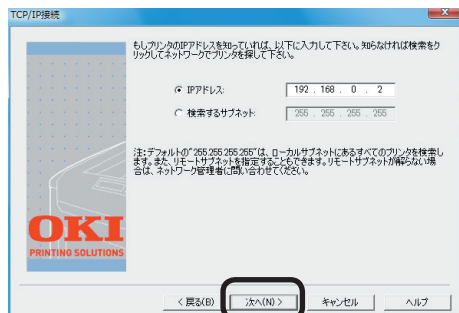 TCP/IP接続
もしプリンタのIPアドレスを知っていれば、以下に入力して下さい。知らなければ検索をク
リックしてネットワークでプリンタを探して下さい。
IPアドレス:
192 . 168 . 0 . 2
検索するサブネット:
255 . 255 . 255 . 255
注:デフォルトの"255.255.255.255"は、ローカルサブネットにあるすべてのプリンタを検索し
ます。また、リモートサブネットを指定することもできます。リモートサブネットが解らない場
合は、ネットワーク管理者に問い合わせてください。
OKI
PRINTING SOLUTIONS
< 戻る(B)
次へ(N) >
キャンセル
ヘルプ